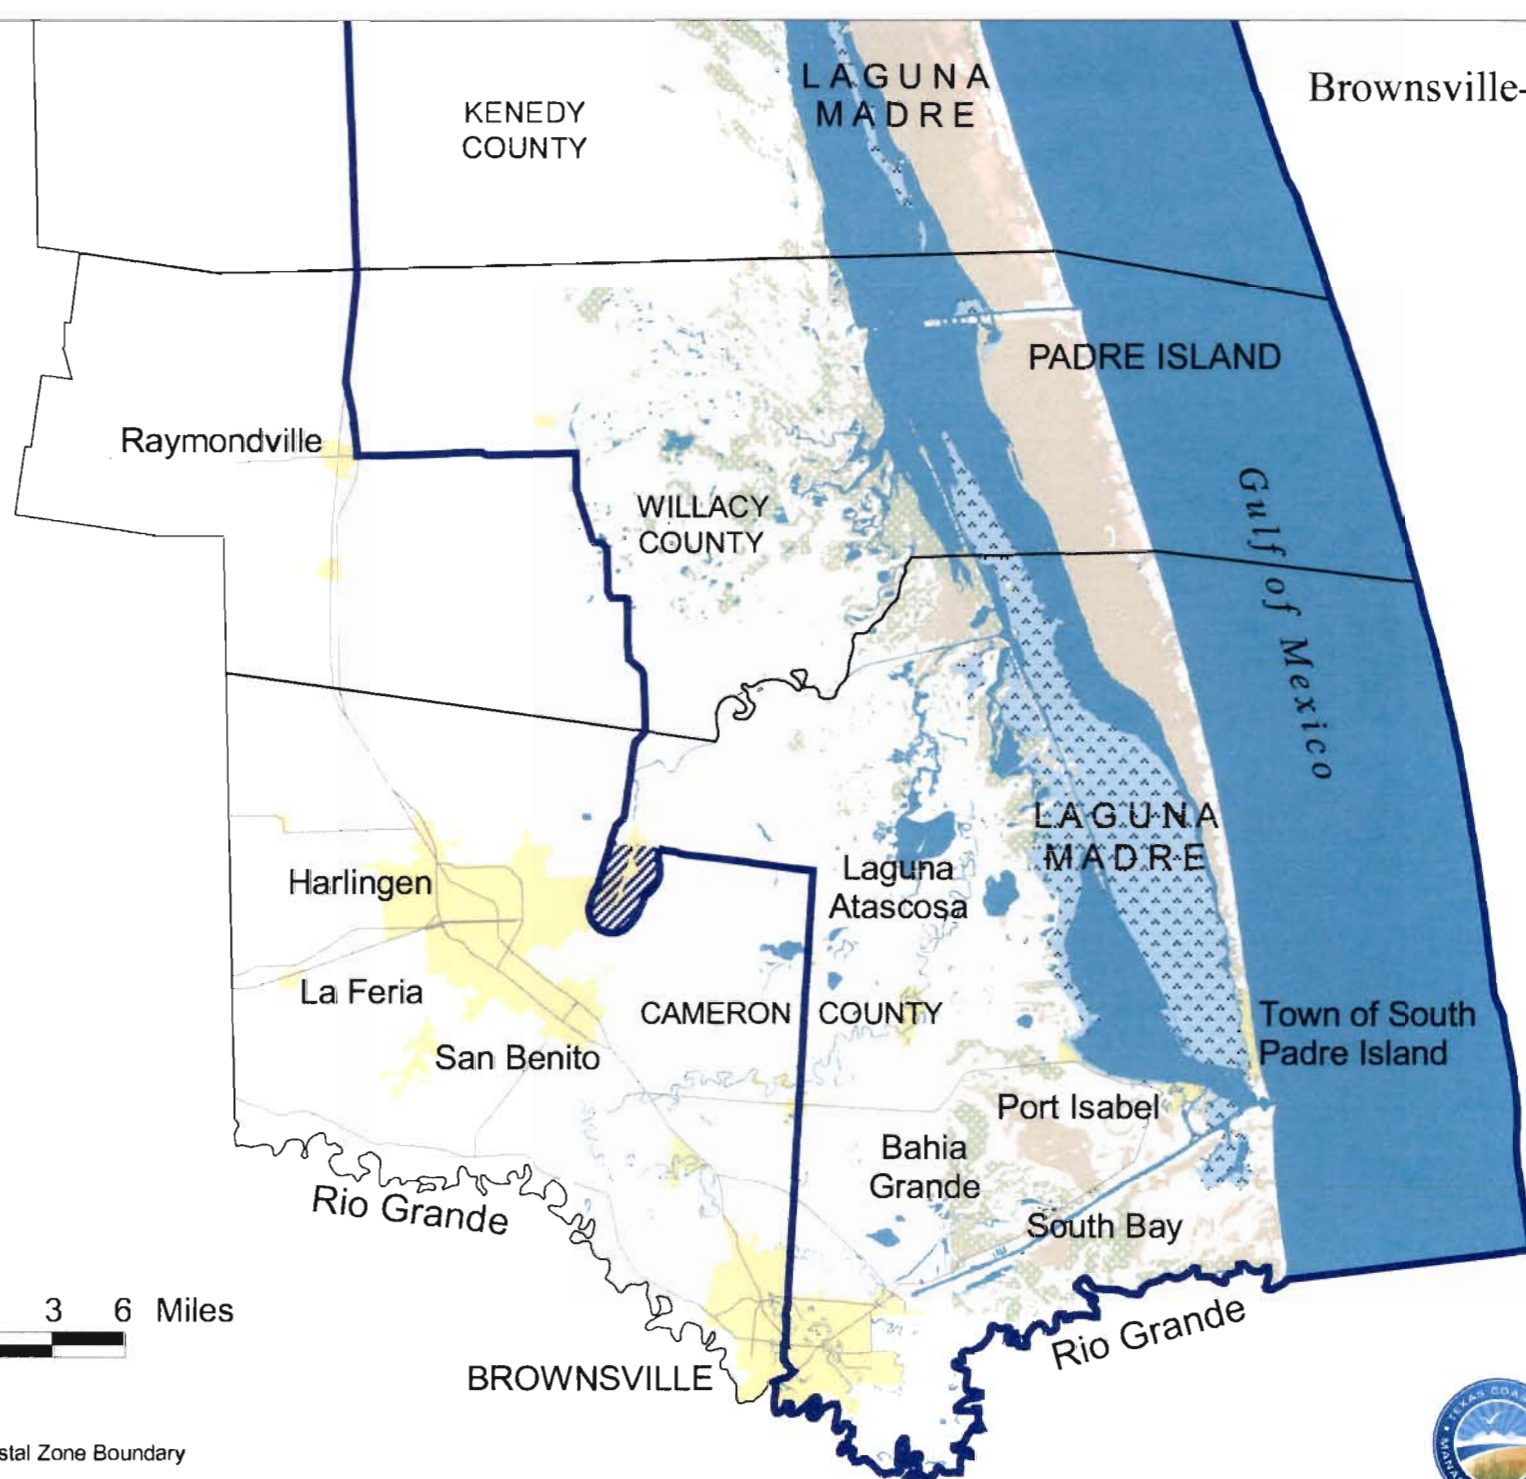 LAGUNA
MADRE
Brownsville-
KENEDY
COUNTY
PADRE ISLAND
Raymondville
WILLACY
COUNTY
Gulf of Mexico
LAGUNA
MADRE
Harlingen
Laguna
Atascosa
La Feria
CAMERON COUNTY
Town of South
Padre Island
San Benito
Port Isabel
Bahia
Grande
Rio Grande
South Bay
3 6 Miles
Rio Grande
BROWNSVILLE
stal Zone Boundary
TEXAS COA